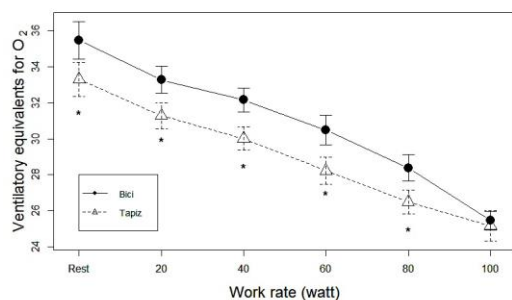 Ventilatory equivalents for O2
36
34
32
30
28
26
24
*
*
*
*
*
Bici
Tapiz
Rest 20 40 60 80 100
Work rate (watt)